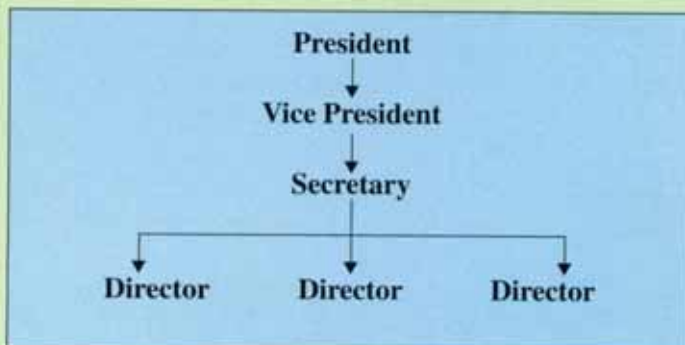 President
Vice President
Secretary
Director Director Director